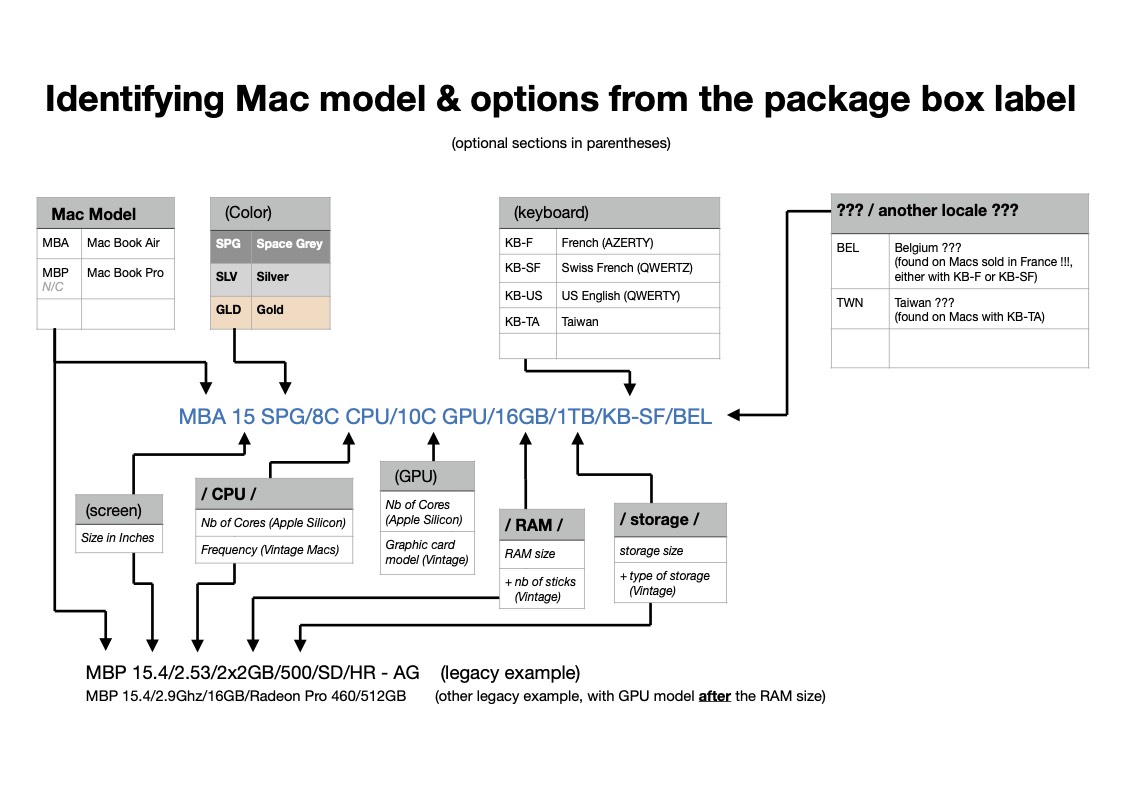 Identifying Mac model & options from the package box label
(optional sections in parentheses)
Mac Model
MBA Mac Book Air
MBP Mac Book Pro
N/C
(Color)
SPG Space Grey
SLV Silver
GLD Gold
(keyboard)
KB-F French (AZERTY)
KB-SF Swiss French (QWERTZ)
KB-US US English (QWERTY)
KB-TA Taiwan
??? / another locale ???
BEL Belgium ???
(found on Macs sold in France !!!,
either with KB-F or KB-SF)
TWN Taiwan ???
(found on Macs with KB-TA)
MBA 15 SPG/8C CPU/10C GPU/16GB/1TB/KB-SF/BEL
(screen)
Size in Inches
/ CPU /
Nb of Cores (Apple Silicon)
Frequency (Vintage Macs)
(GPU)
Nb of Cores
(Apple Silicon)
Graphic card
model (Vintage)
/ RAM /
RAM size
+ nb of sticks
(Vintage)
/ storage /
storage size
+ type of storage
(Vintage)
MBP 15.4/2.53/2x2GB/500/SD/HR - AG (legacy example)
MBP 15.4/2.9Ghz/16GB/Radeon Pro 460/512GB (other legacy example, with GPU model after the RAM size)